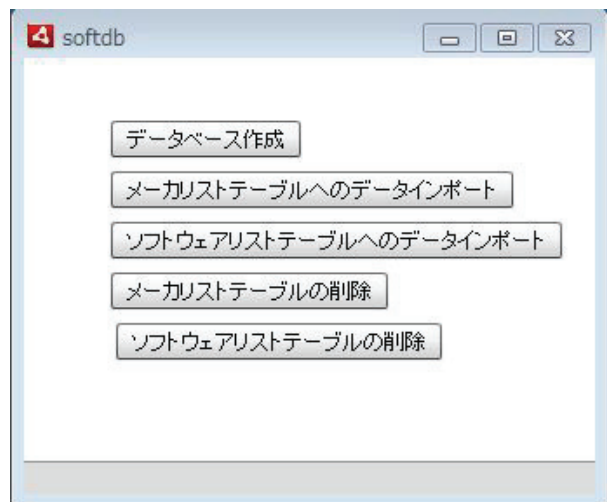 softdb
データベース作成
メーカリストテーブルへのデータインポート
ソフトウェアリストテーブルへのデータインポート
メーカリストテーブルの削除
ソフトウェアリストテーブルの削除